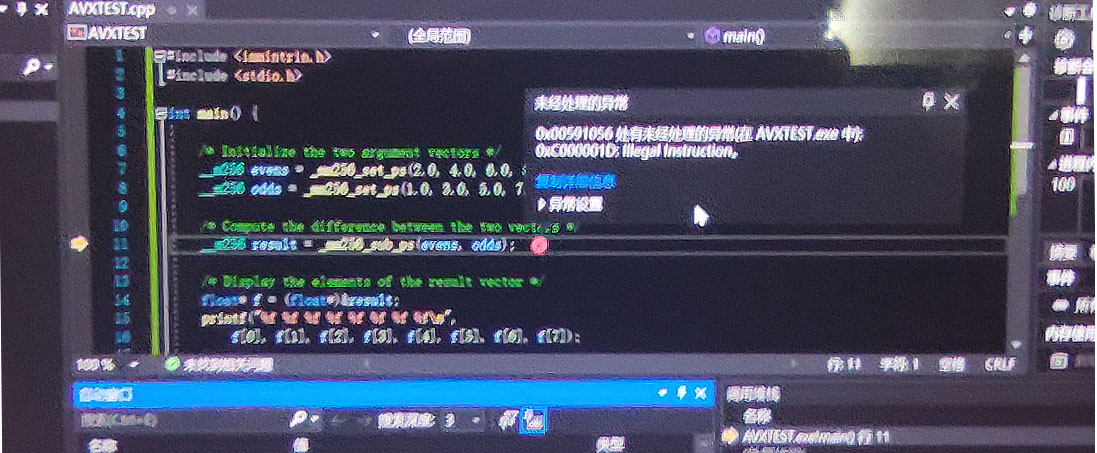 AVXTEST.cpp
诊断工具
AVXTEST
(全局范围)
main()
1 #include <immintrin.h>
2 #include <stdio.h>
3
4 int main() {
5
6 /* Initialize the two argument vectors */
7 __m256 evens = _mm256_set_ps(2.0, 4.0, 6.0,
8 __m256 odds = _mm256_set_ps(1.0, 3.0, 5.0, 7
9
10 /* Compute the difference between the two vectors */
11 __m256 result = _mm256_sub_ps(evens, odds);
12
13 /* Display the elements of the result vector */
14 float* f = (float*)&result;
15 printf("%f %f %f %f %f %f %f %f\n",
16 f[0], f[1], f[2], f[3], f[4], f[5], f[6], f[7]);
未经处理的异常
0x00591056 处有未经处理的异常(在 AVXTEST.exe 中):
0xC000001D: Illegal Instruction。
复制详细信息
异常设置
诊断会
事件
进程内
100
摘要
事件
所有
内存使用
100 %
未找到相关问题
行: 11
字符: 1
空格
CRLF
搜索(Ctrl+E)
搜索深度: 3
名称
值
类型
调用堆栈
名称
AVXTEST.exe!main() 行 11